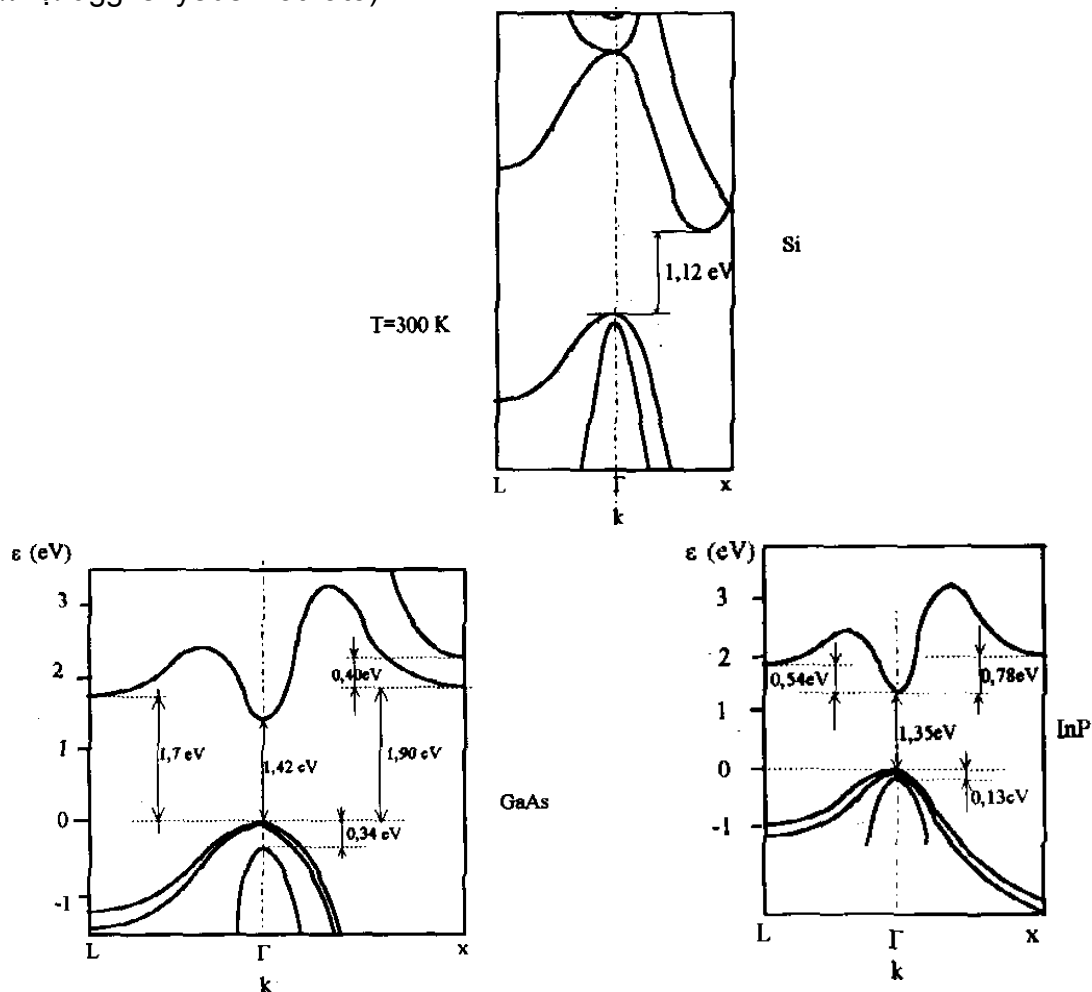 1,12 eV
Si
T=300 K
L Γ x
k
ε (eV)
3
2
1
0
-1
0,40eV
1,7 eV
1,42 eV
1,90 eV
0,34 eV
GaAs
L Γ x
k
ε (eV)
3
2
1
0
-1
0,54eV
0,78eV
1,35eV
InP
0,13eV
L Γ x
k